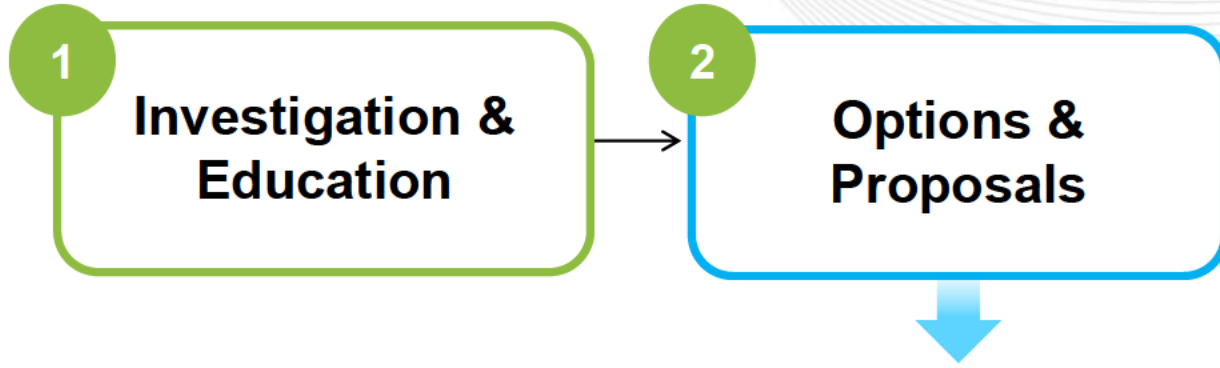 1
Investigation &
Education
2
Options &
Proposals